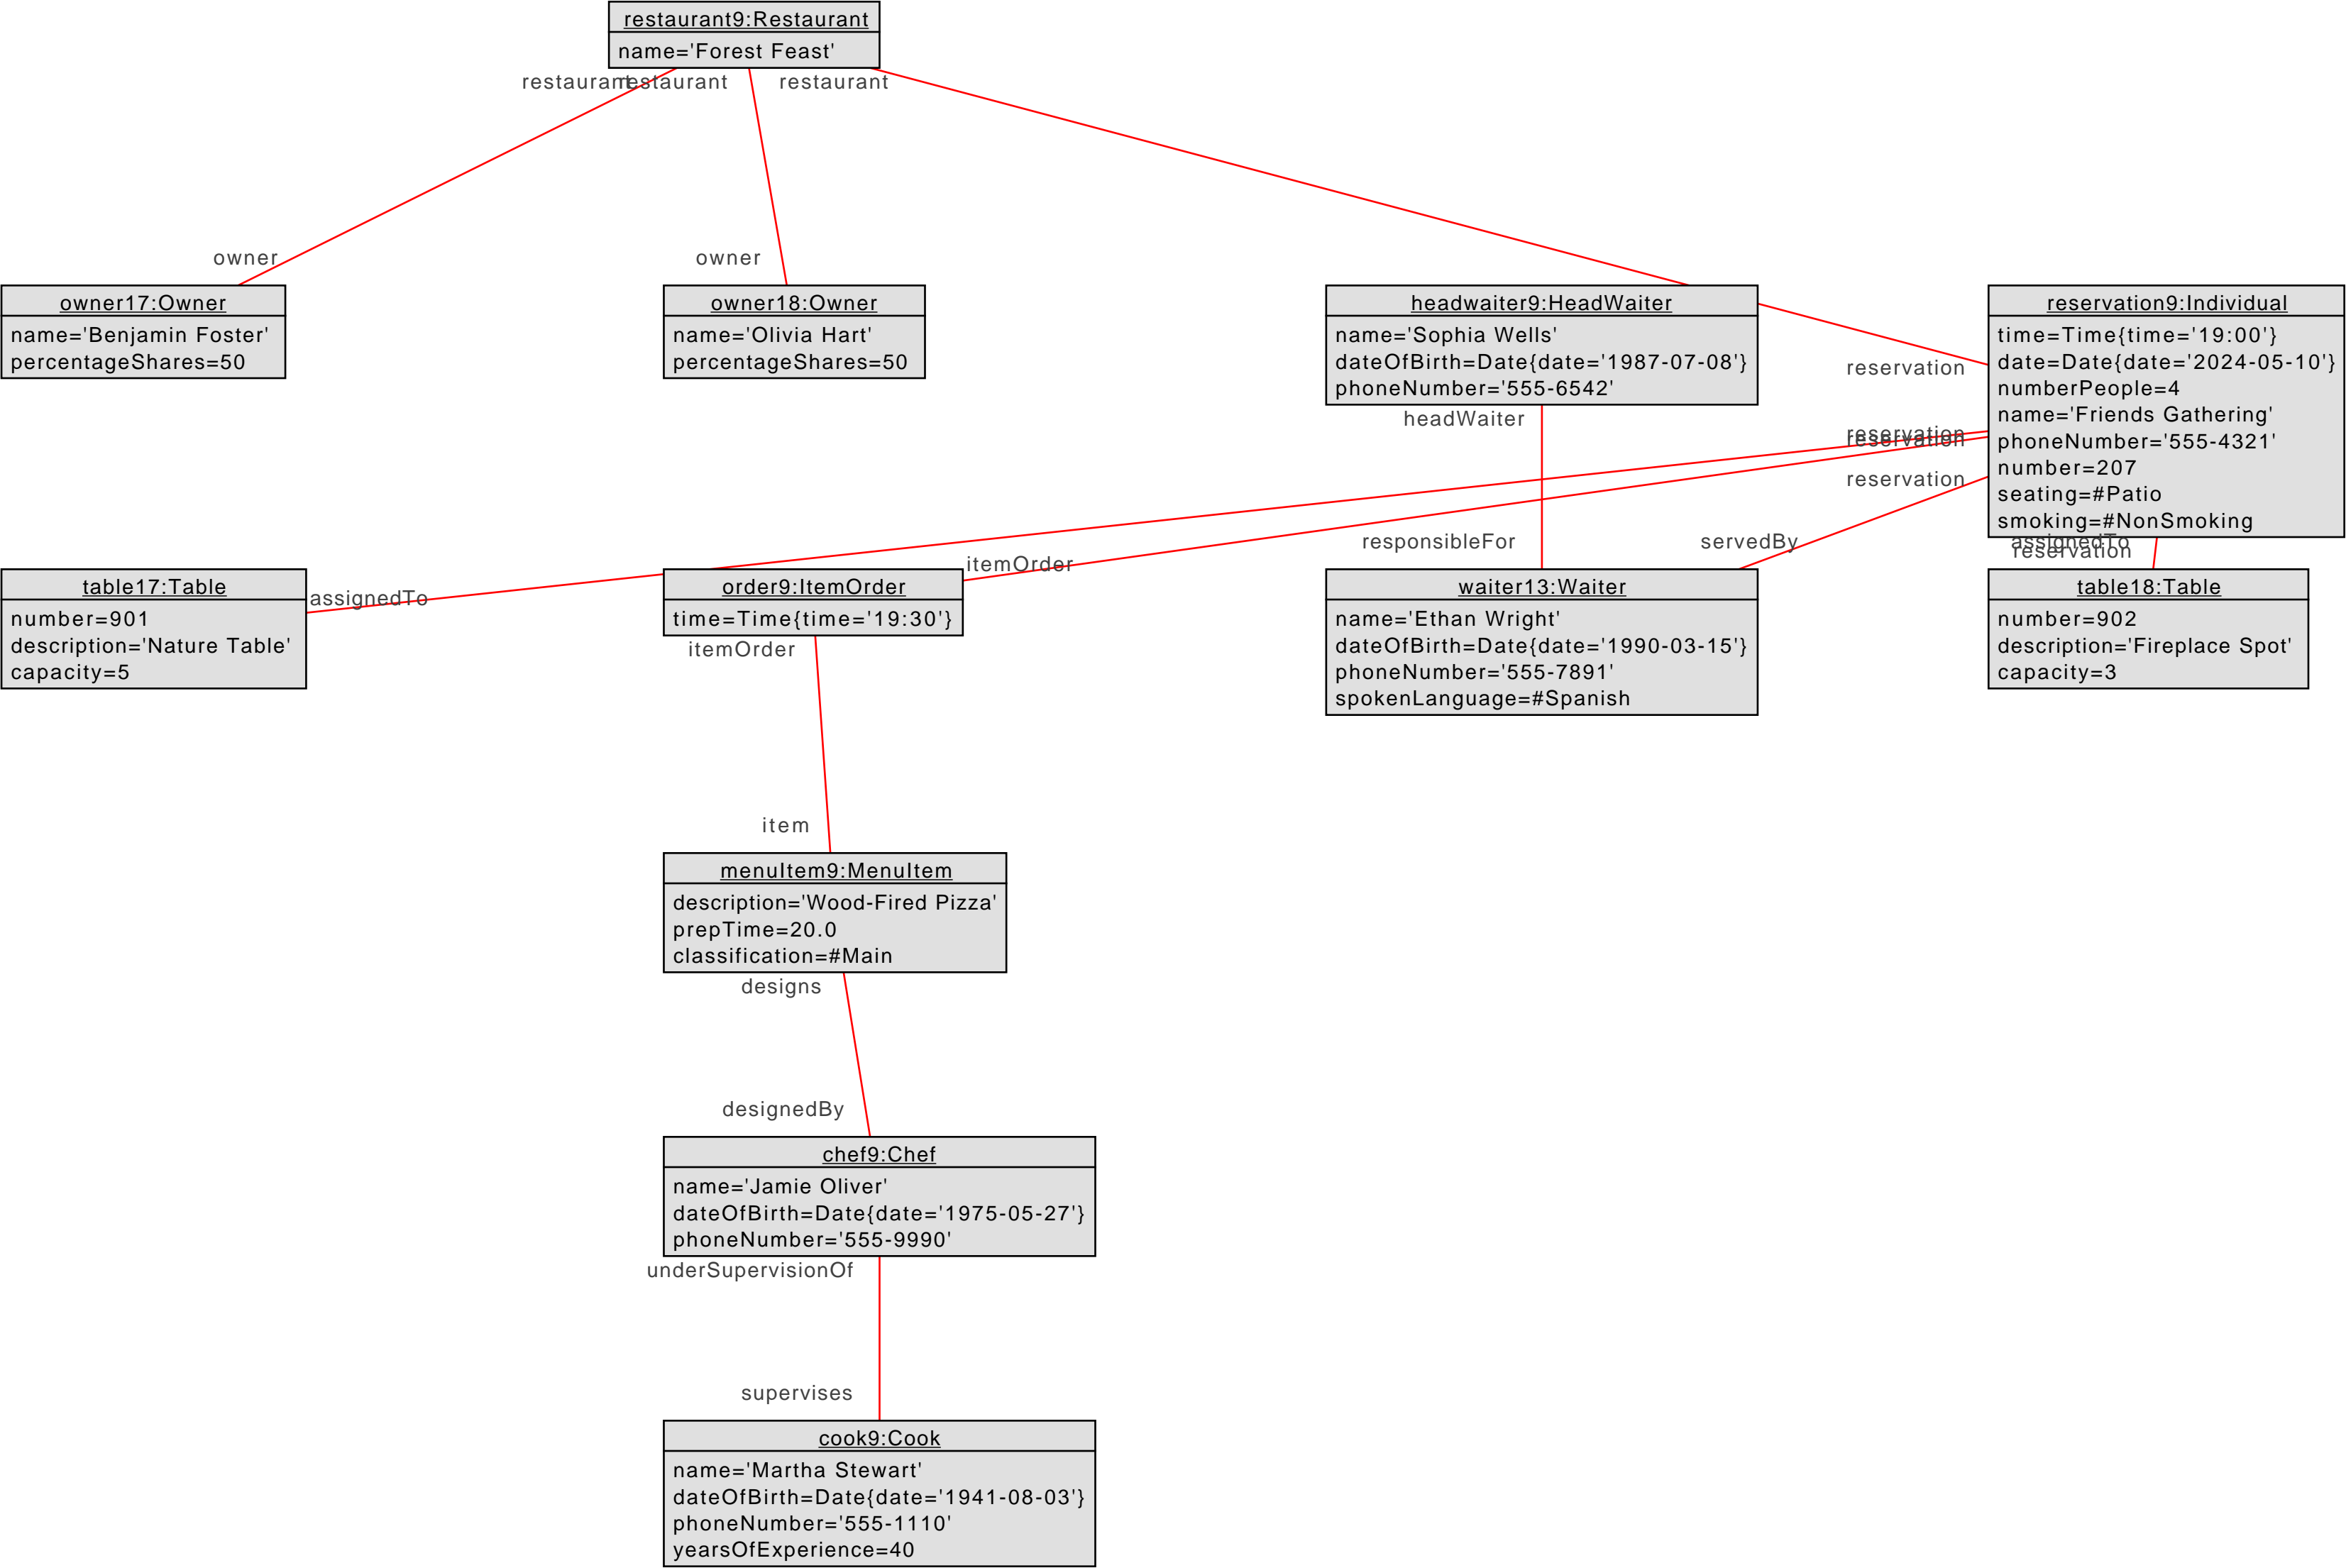 restaurant9:Restaurant
name='Forest Feast'
restaurant
restaurant
restaurant
owner
owner
owner17:Owner
name='Benjamin Foster'
percentageShares=50
owner18:Owner
name='Olivia Hart'
percentageShares=50
headwaiter9:HeadWaiter
name='Sophia Wells'
dateOfBirth=Date{date='1987-07-08'}
phoneNumber='555-6542'
reservation9:Individual
time=Time{time='19:00'}
date=Date{date='2024-05-10'}
numberPeople=4
name='Friends Gathering'
phoneNumber='555-4321'
number=207
seating=#Patio
smoking=#NonSmoking
reservation
headWaiter
reservation
reservation
reservation
responsibleFor
servedBy
assignedTo
reservation
itemOrder
assignedTo
table17:Table
number=901
description='Nature Table'
capacity=5
order9:ItemOrder
time=Time{time='19:30'}
waiter13:Waiter
name='Ethan Wright'
dateOfBirth=Date{date='1990-03-15'}
phoneNumber='555-7891'
spokenLanguage=#Spanish
table18:Table
number=902
description='Fireplace Spot'
capacity=3
itemOrder
item
menuItem9:MenuItem
description='Wood-Fired Pizza'
prepTime=20.0
classification=#Main
designs
designedBy
chef9:Chef
name='Jamie Oliver'
dateOfBirth=Date{date='1975-05-27'}
phoneNumber='555-9990'
underSupervisionOf
supervises
cook9:Cook
name='Martha Stewart'
dateOfBirth=Date{date='1941-08-03'}
phoneNumber='555-1110'
yearsOfExperience=40